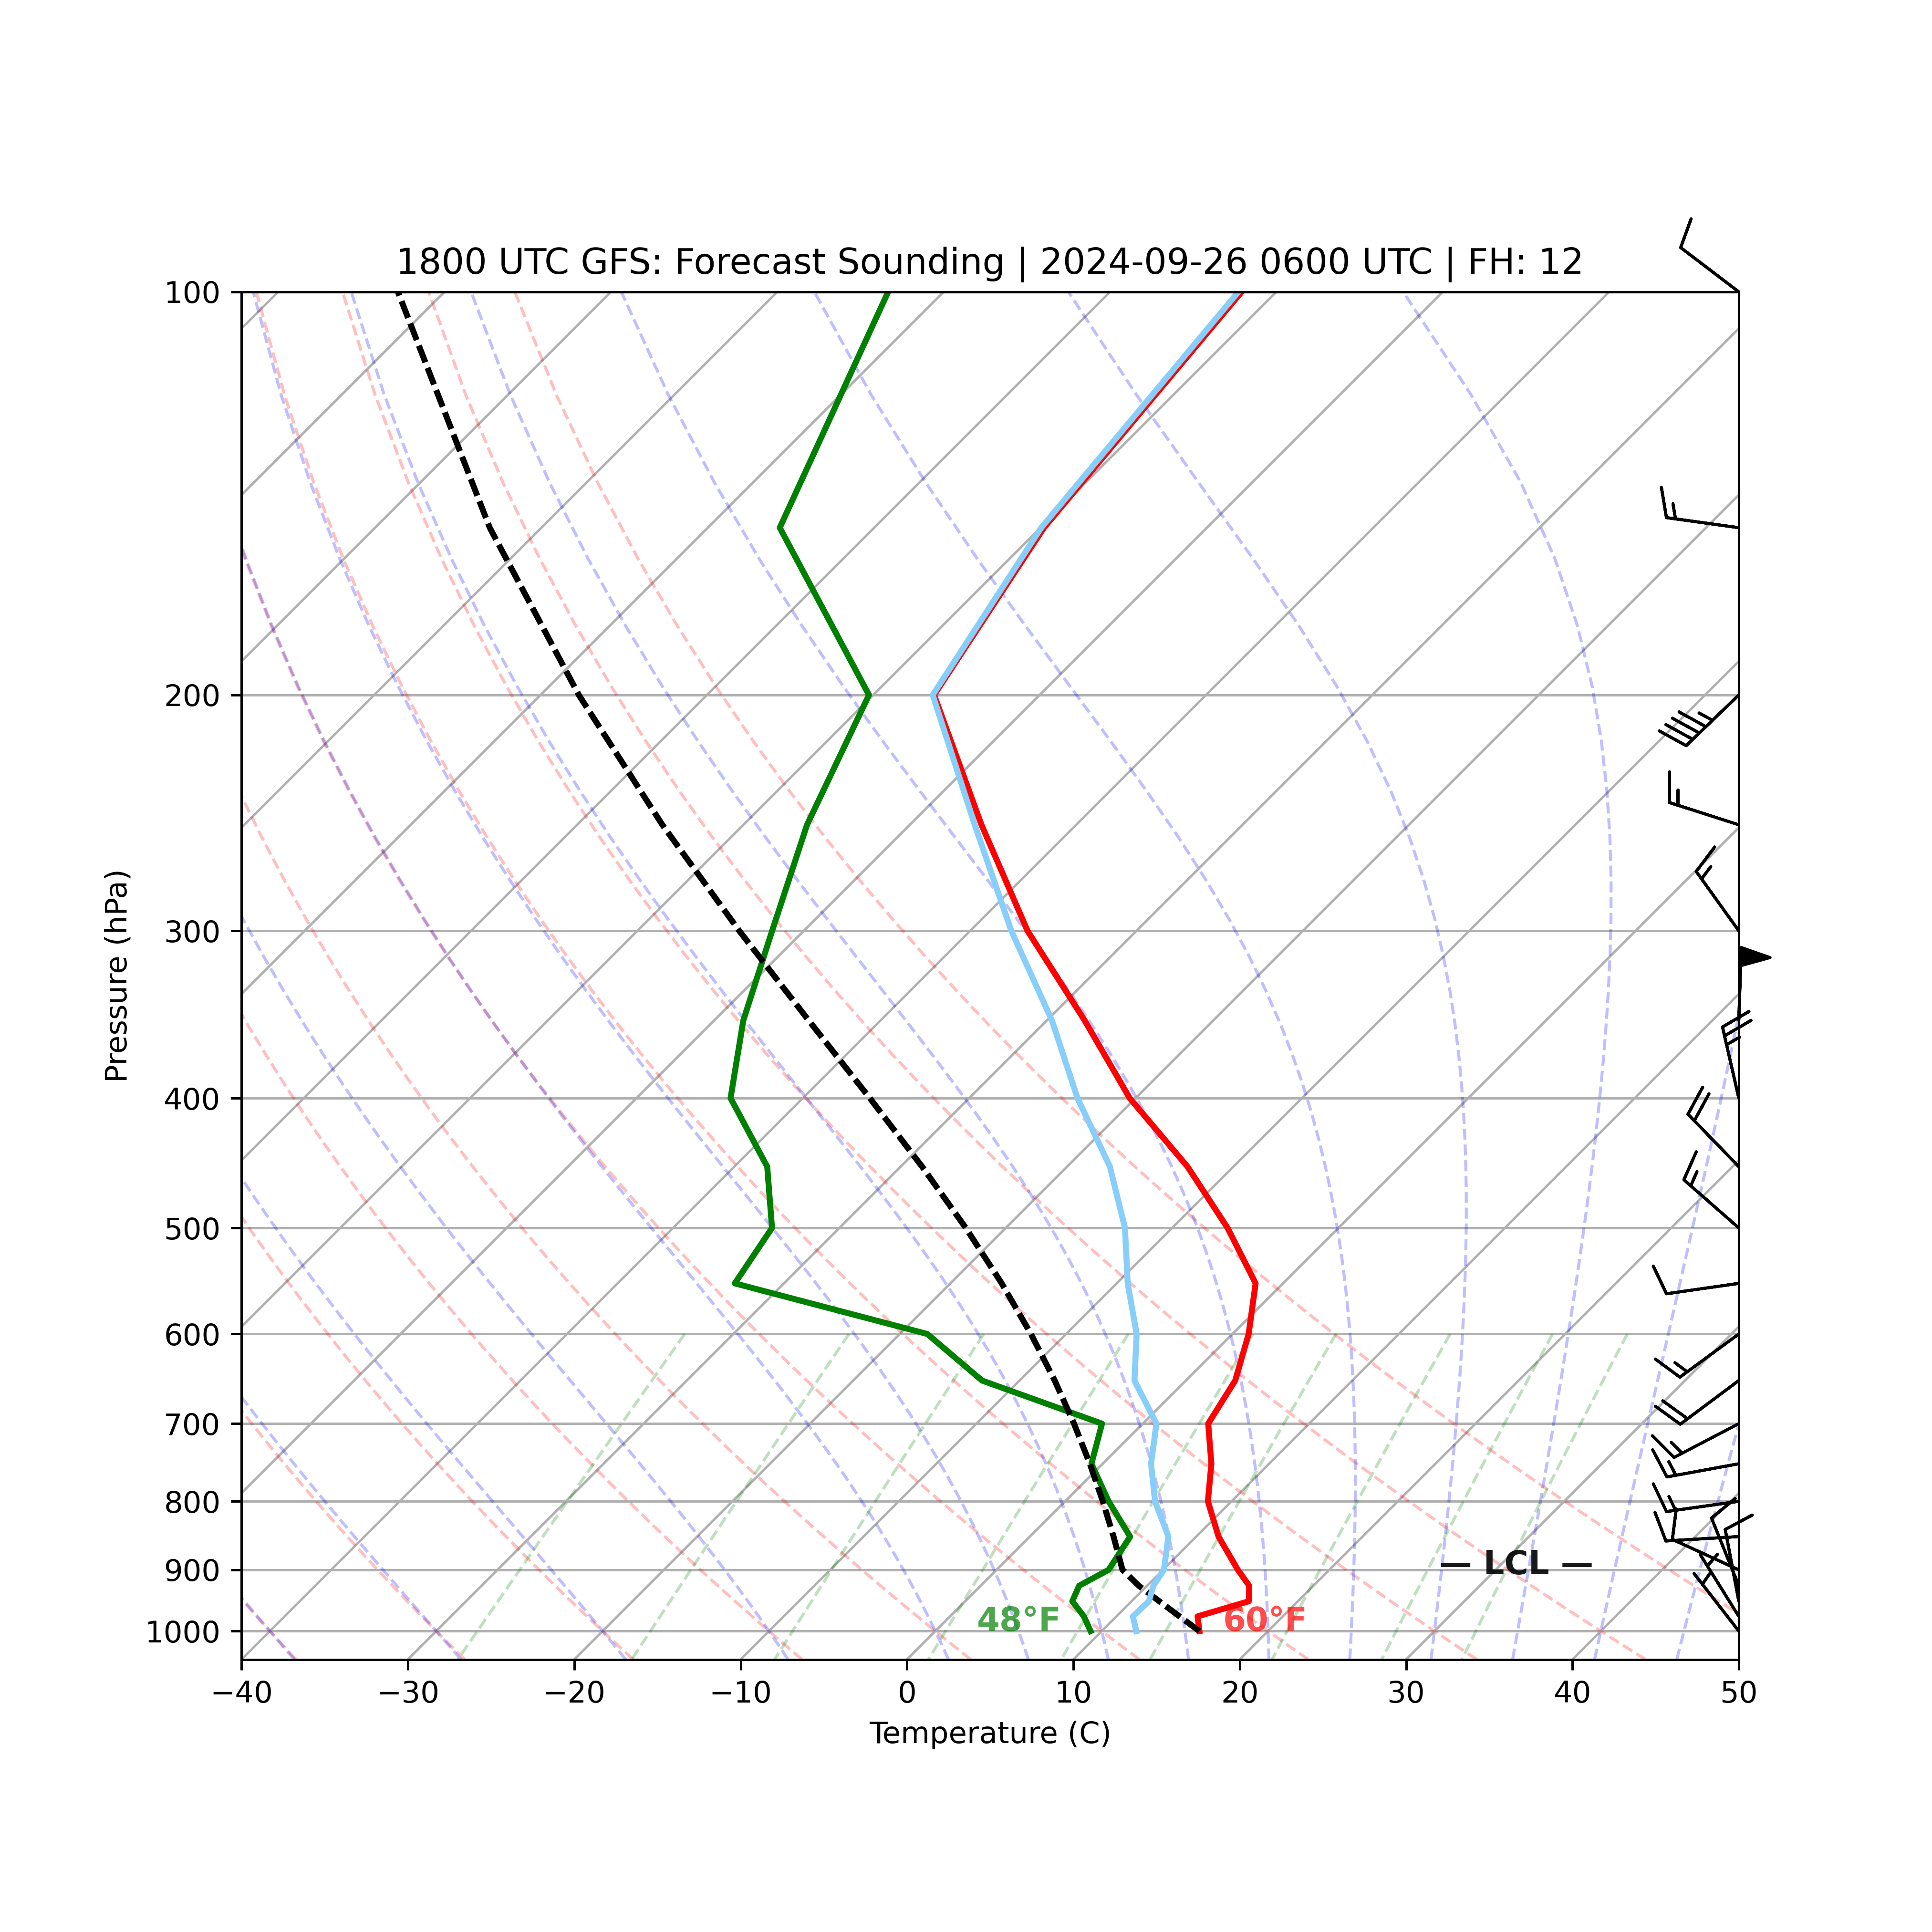 1800 UTC GFS: Forecast Sounding | 2024-09-26 0600 UTC | FH: 12
100
200
300
400
500
600
700
800
900
1000
Pressure (hPa)
— LCL —
48°F
60°F
−40 −30 −20 −10 0 10 20 30 40 50
Temperature (C)